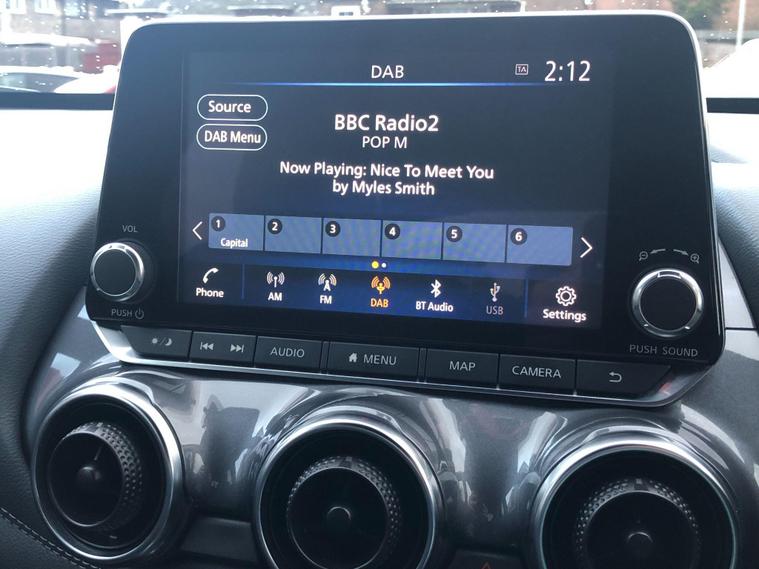 DAB
TA
2:12
Source
DAB Menu
BBC Radio2
POP M
Now Playing: Nice To Meet You
by Myles Smith
1 2 3 4 5 6
Capital
Phone
AM
FM
DAB
BT Audio
USB
Settings
VOL
PUSH
PUSH SOUND
AUDIO
MENU
MAP
CAMERA